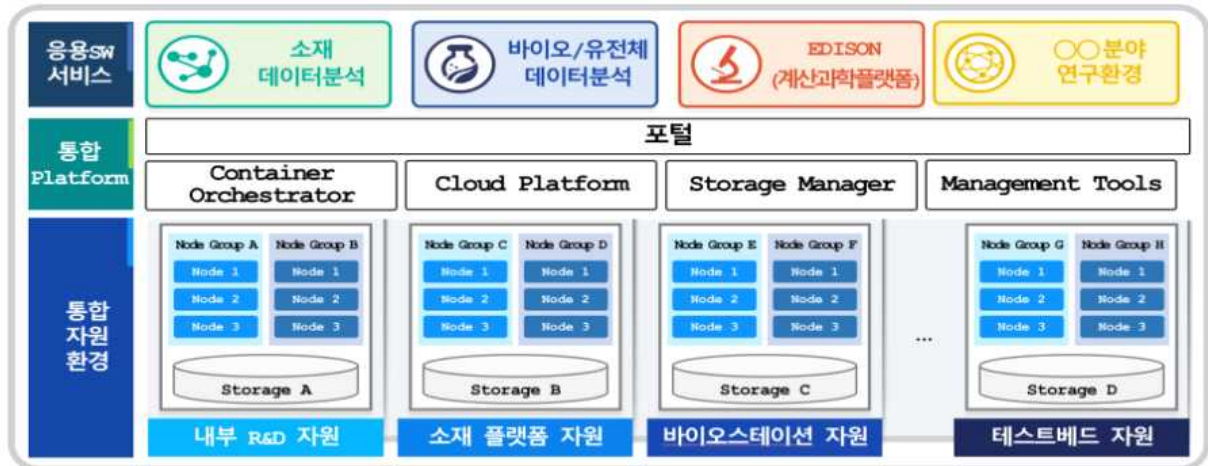 응용SW
서비스
소재
데이터분석
바이오/유전체
데이터분석
EDISON
(계산과학플랫폼)
○○분야
연구환경
통합
Platform
포털
Container
Orchestrator
Cloud Platform
Storage Manager
Management Tools
통합
자원
환경
Node Group A
Node 1
Node 2
Node 3
Node Group B
Node 1
Node 2
Node 3
Storage A
내부 R&D 자원
Node Group C
Node 1
Node 2
Node 3
Node Group D
Node 1
Node 2
Node 3
Storage B
소재 플랫폼 자원
Node Group E
Node 1
Node 2
Node 3
Node Group F
Node 1
Node 2
Node 3
Storage C
바이오스테이션 자원
...
Node Group G
Node 1
Node 2
Node 3
Node Group H
Node 1
Node 2
Node 3
Storage D
테스트베드 자원